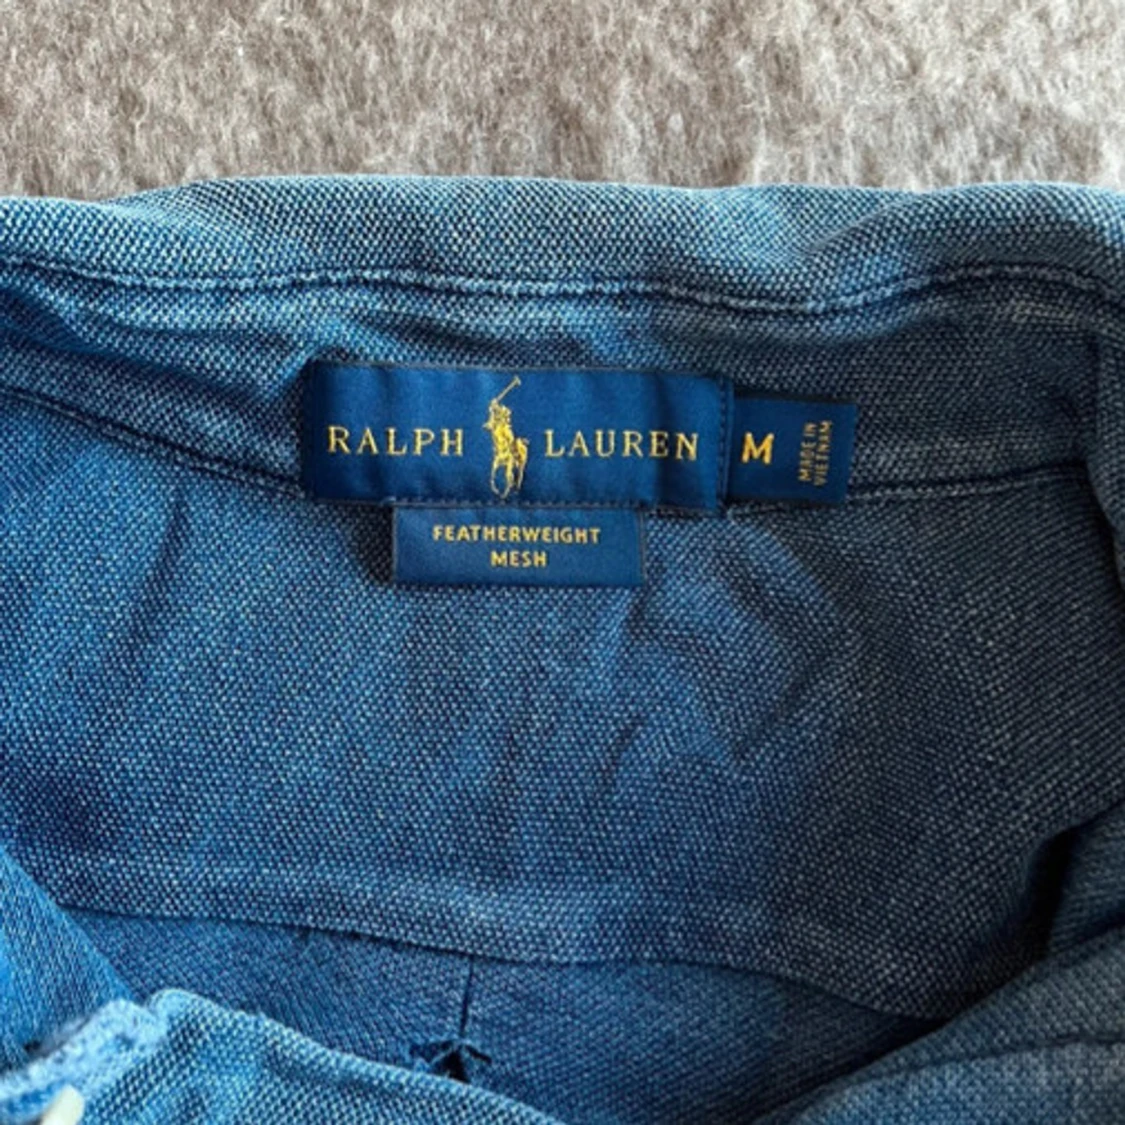 RALPH LAUREN
M
MADE IN
VIETNAM
FEATHERWEIGHT
MESH